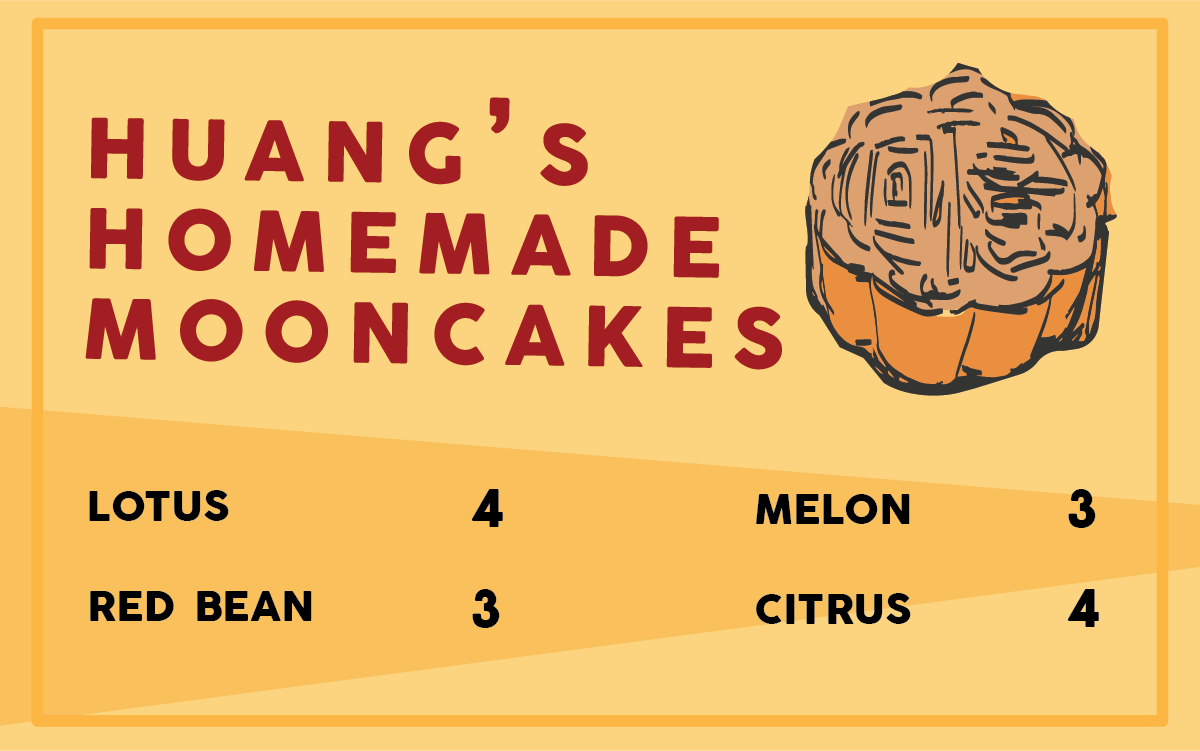 HUANG'S
HOMEMADE
MOONCAKES
LOTUS 4 MELON 3
RED BEAN 3 CITRUS 4